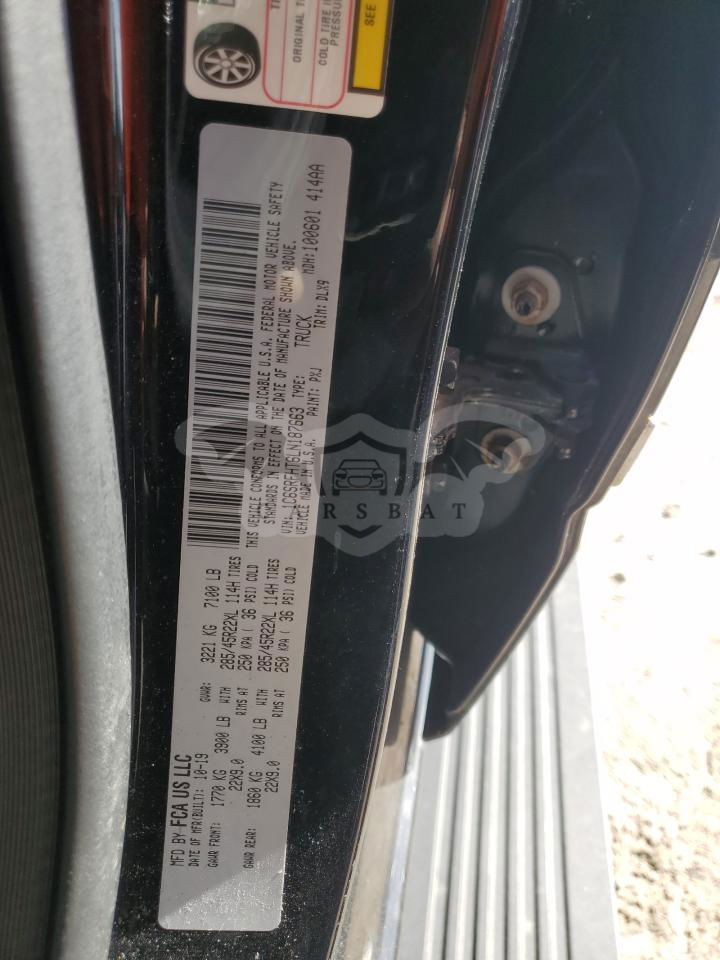 ORIGINAL
COLD TIRE
SEE
MFD BY FCA US LLC
DATE OF MFR(BUILT): 10-19 GVWR: 3221 KG 7100 LB
GAWR FRONT: 1770 KG 3900 LB WITH 285/45R22XL 114H TIRES
22X9.0 RIMS AT 250 KPA ( 36 PSI) COLD
GAWR REAR: 1860 KG 4100 LB WITH 285/45R22XL 114H TIRES
22X9.0 RIMS AT 250 KPA ( 36 PSI) COLD
THIS VEHICLE CONFORMS TO ALL APPLICABLE U.S.A. FEDERAL MOTOR VEHICLE SAFETY
STANDARDS IN EFFECT ON THE DATE OF MANUFACTURE SHOWN ABOVE.
VIN: 1C6SRFHT6LN187663 TYPE: TRUCK MDH:100601 414AA
VEHICLE MADE IN U.S.A. PAINT: PXJ TRIM: DLX9
CARSBAT